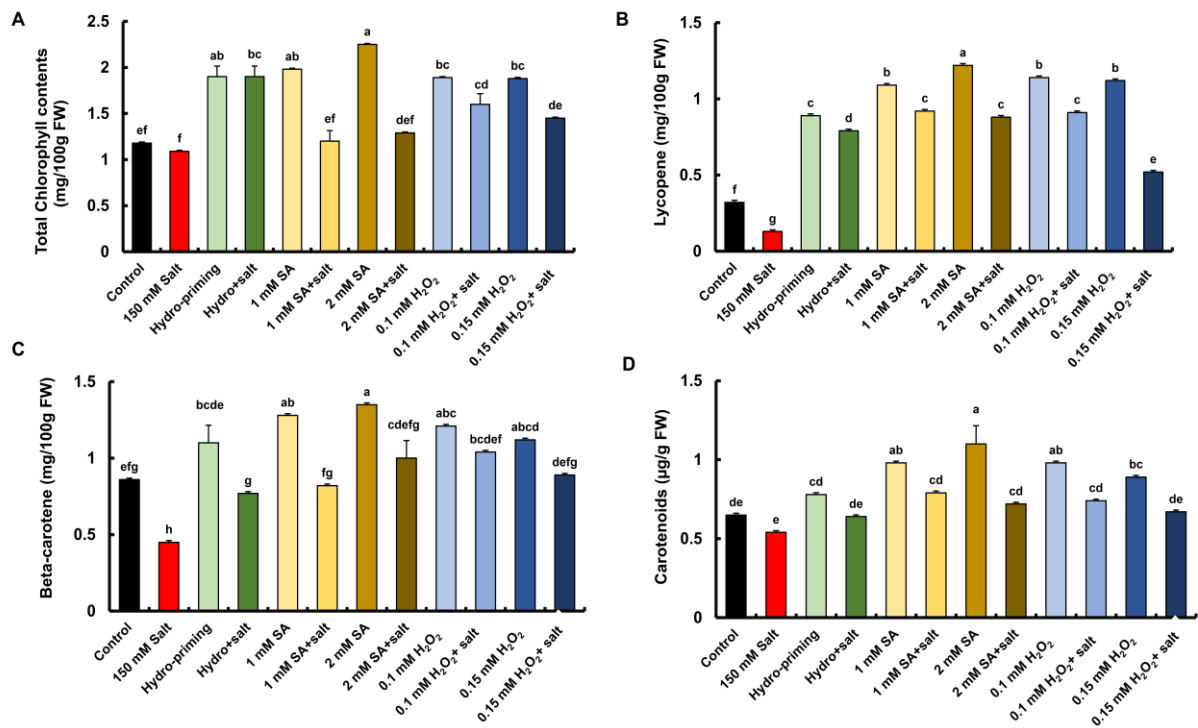 A
Total Chlorophyll contents
(mg/100g FW)
2.5
2
1.5
1
0.5
0
ef
f
ab
bc
ab
ef
a
def
bc
cd
bc
de
Control
150 mM Salt
Hydro-priming
Hydro+salt
1 mM SA
1 mM SA+salt
2 mM SA
2 mM SA+salt
0.1 mM H₂O₂
0.1 mM H₂O₂+ salt
0.15 mM H₂O₂
0.15 mM H₂O₂+ salt
B
Lycopene (mg/100g FW)
1.5
1
0.5
0
f
g
c
d
b
c
a
c
b
c
b
e
Control
150 mM Salt
Hydro-priming
Hydro+salt
1 mM SA
1 mM SA+salt
2 mM SA
2 mM SA+salt
0.1 mM H₂O₂
0.1 mM H₂O₂+ salt
0.15 mM H₂O₂
0.15 mM H₂O₂+ salt
C
Beta-carotene (mg/100g FW)
1.5
1
0.5
0
efg
h
bcde
g
ab
fg
a
cdefg
abc
bcdef
abcd
defg
Control
150 mM Salt
Hydro-priming
Hydro+salt
1 mM SA
1 mM SA+salt
2 mM SA
2 mM SA+salt
0.1 mM H₂O₂
0.1 mM H₂O₂+ salt
0.15 mM H₂O₂
0.15 mM H₂O₂+ salt
D
Carotenoids (µg/g FW)
1.5
1
0.5
0
de
e
cd
de
ab
cd
a
cd
ab
cd
bc
de
Control
150 mM Salt
Hydro-priming
Hydro+salt
1 mM SA
1 mM SA+salt
2 mM SA
2 mM SA+salt
0.1 mM H₂O₂
0.1 mM H₂O₂+ salt
0.15 mM H₂O₂
0.15 mM H₂O₂+ salt